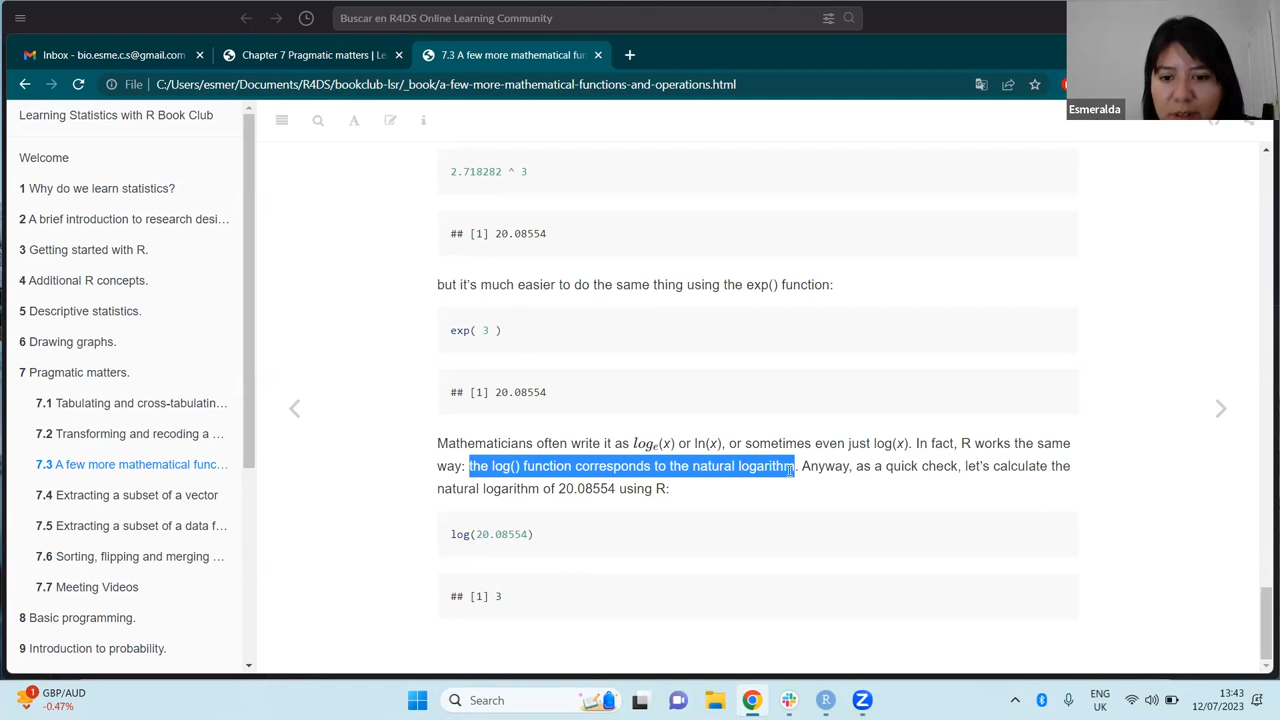 Buscar en R4DS Online Learning Community
Inbox - bio.esme.c.s@gmail.com
Chapter 7 Pragmatic matters | Le
7.3 A few more mathematical fun
File
C:/Users/esmer/Documents/R4DS/bookclub-lsr/_book/a-few-more-mathematical-functions-and-operations.html
Esmeralda
Learning Statistics with R Book Club
Welcome
1 Why do we learn statistics?
2 A brief introduction to research desi…
3 Getting started with R.
4 Additional R concepts.
5 Descriptive statistics.
6 Drawing graphs.
7 Pragmatic matters.
7.1 Tabulating and cross-tabulatin…
7.2 Transforming and recoding a …
7.3 A few more mathematical func…
7.4 Extracting a subset of a vector
7.5 Extracting a subset of a data f…
7.6 Sorting, flipping and merging …
7.7 Meeting Videos
8 Basic programming.
9 Introduction to probability.
2.718282 ^ 3
## [1] 20.08554
but it's much easier to do the same thing using the exp() function:
exp( 3 )
## [1] 20.08554
Mathematicians often write it as logₑ(x) or ln(x), or sometimes even just log(x). In fact, R works the same
way: the log() function corresponds to the natural logarithm. Anyway, as a quick check, let's calculate the
natural logarithm of 20.08554 using R:
log(20.08554)
## [1] 3
1
GBP/AUD
-0.47%
Search
ENG
UK
13:43
12/07/2023